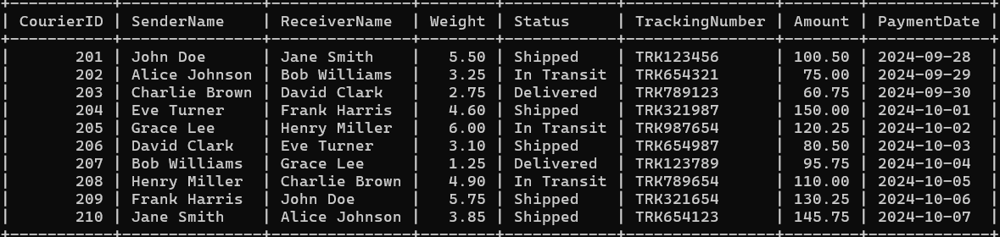 | CourierID | SenderName | ReceiverName | Weight | Status | TrackingNumber | Amount | PaymentDate |
| 201 | John Doe | Jane Smith | 5.50 | Shipped | TRK123456 | 100.50 | 2024-09-28 |
| 202 | Alice Johnson | Bob Williams | 3.25 | In Transit | TRK654321 | 75.00 | 2024-09-29 |
| 203 | Charlie Brown | David Clark | 2.75 | Delivered | TRK789123 | 60.75 | 2024-09-30 |
| 204 | Eve Turner | Frank Harris | 4.60 | Shipped | TRK321987 | 150.00 | 2024-10-01 |
| 205 | Grace Lee | Henry Miller | 6.00 | In Transit | TRK987654 | 120.25 | 2024-10-02 |
| 206 | David Clark | Eve Turner | 3.10 | Shipped | TRK654987 | 80.50 | 2024-10-03 |
| 207 | Bob Williams | Grace Lee | 1.25 | Delivered | TRK123789 | 95.75 | 2024-10-04 |
| 208 | Henry Miller | Charlie Brown | 4.90 | In Transit | TRK789654 | 110.00 | 2024-10-05 |
| 209 | Frank Harris | John Doe | 5.75 | Shipped | TRK321654 | 130.25 | 2024-10-06 |
| 210 | Jane Smith | Alice Johnson | 3.85 | Shipped | TRK654123 | 145.75 | 2024-10-07 |